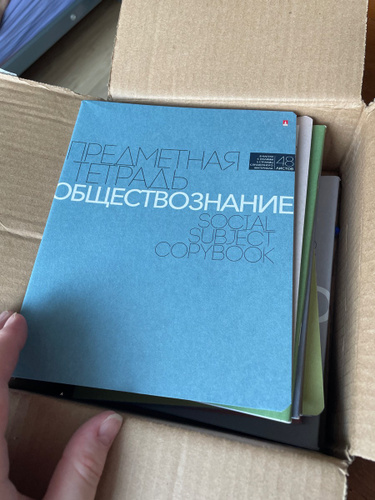 ПРЕДМЕТНАЯ
ТЕТРАДЬ
ОБЩЕСТВОЗНАНИЕ
SOCIAL
SUBJECT
COPYBOOK
48
ЛИСТОВ